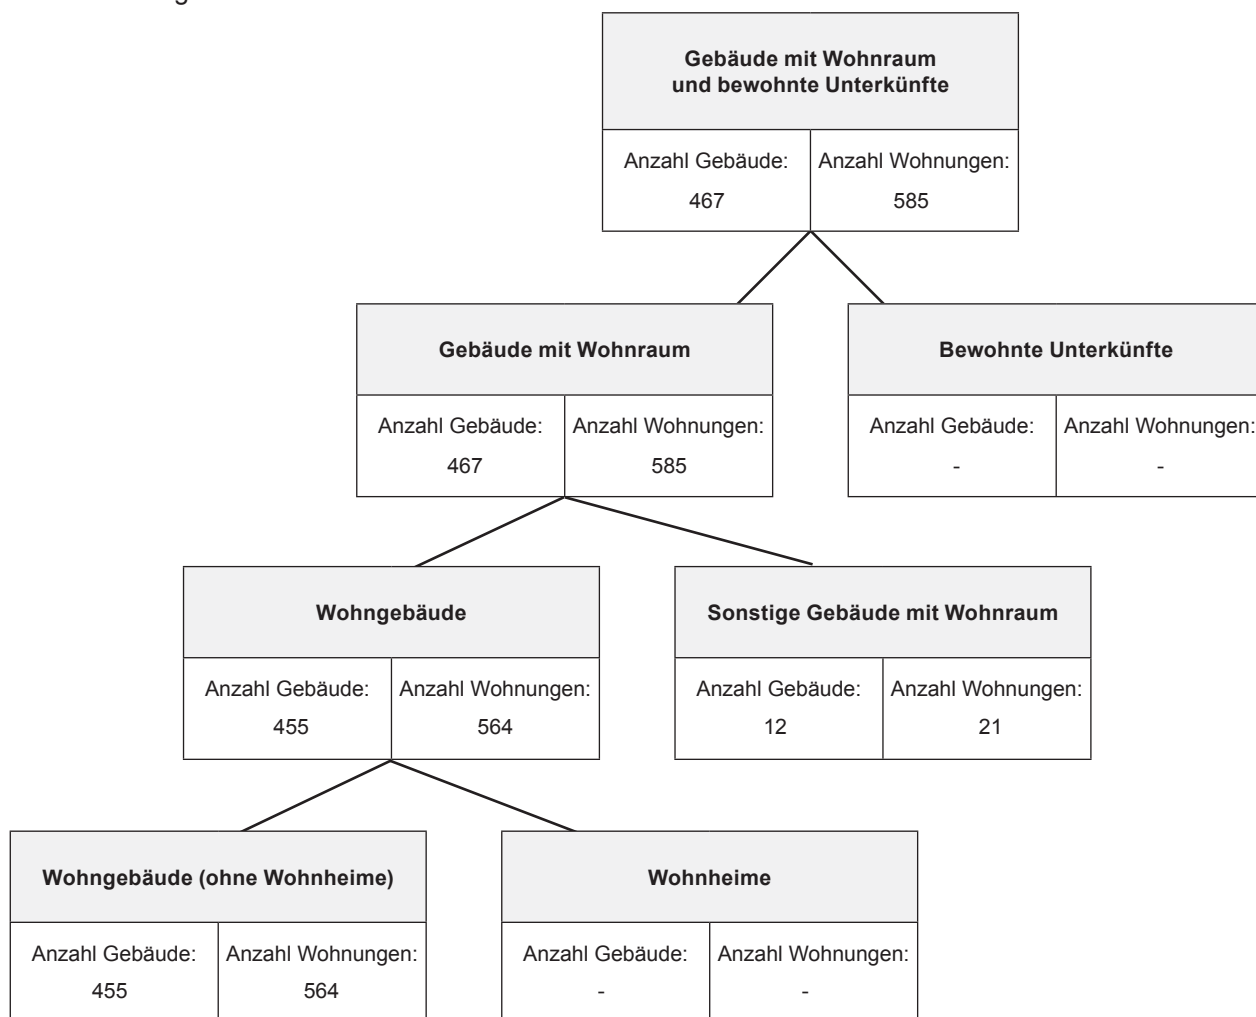 Gebäude mit Wohnraum
und bewohnte Unterkünfte
Anzahl Gebäude: Anzahl Wohnungen:
467 585
Gebäude mit Wohnraum
Anzahl Gebäude: Anzahl Wohnungen:
467 585
Bewohnte Unterkünfte
Anzahl Gebäude: Anzahl Wohnungen:
- -
Wohngebäude
Anzahl Gebäude: Anzahl Wohnungen:
455 564
Sonstige Gebäude mit Wohnraum
Anzahl Gebäude: Anzahl Wohnungen:
12 21
Wohngebäude (ohne Wohnheime)
Anzahl Gebäude: Anzahl Wohnungen:
455 564
Wohnheime
Anzahl Gebäude: Anzahl Wohnungen:
- -